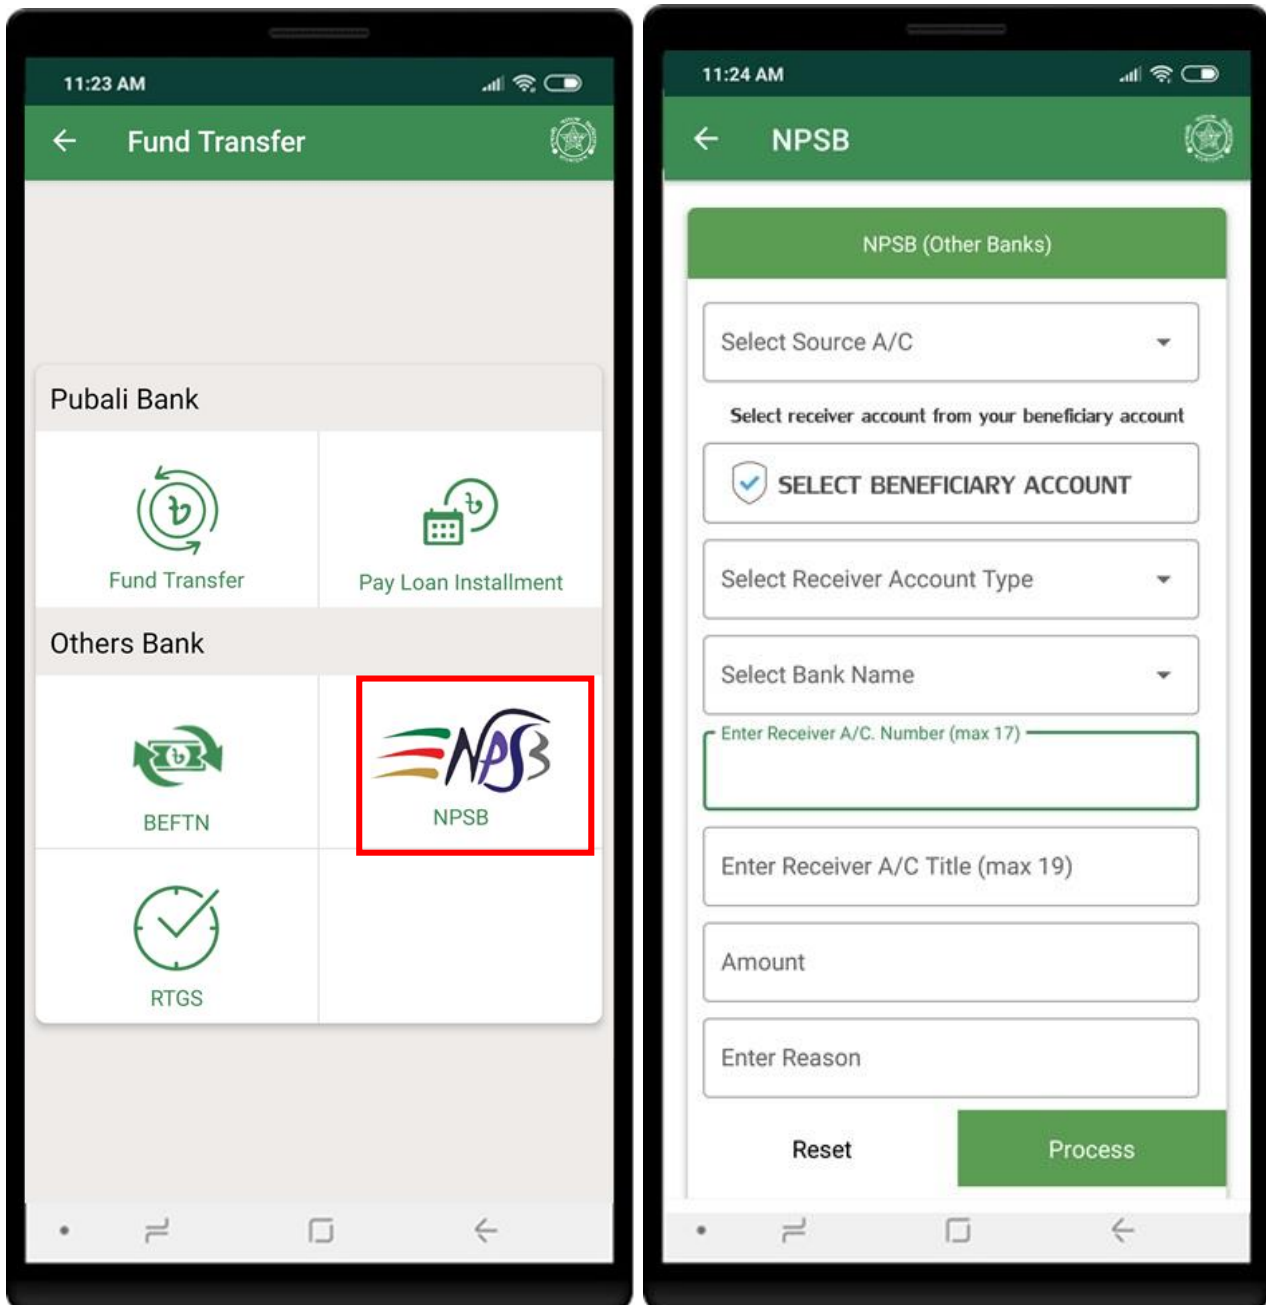 11:23 AM
Fund Transfer
Pubali Bank
Fund Transfer
Pay Loan Installment
Others Bank
BEFTN
NPSB
NPSB
RTGS
11:24 AM
NPSB
NPSB (Other Banks)
Select Source A/C
Select receiver account from your beneficiary account
SELECT BENEFICIARY ACCOUNT
Select Receiver Account Type
Select Bank Name
Enter Receiver A/C. Number (max 17)
Enter Receiver A/C Title (max 19)
Amount
Enter Reason
Reset
Process